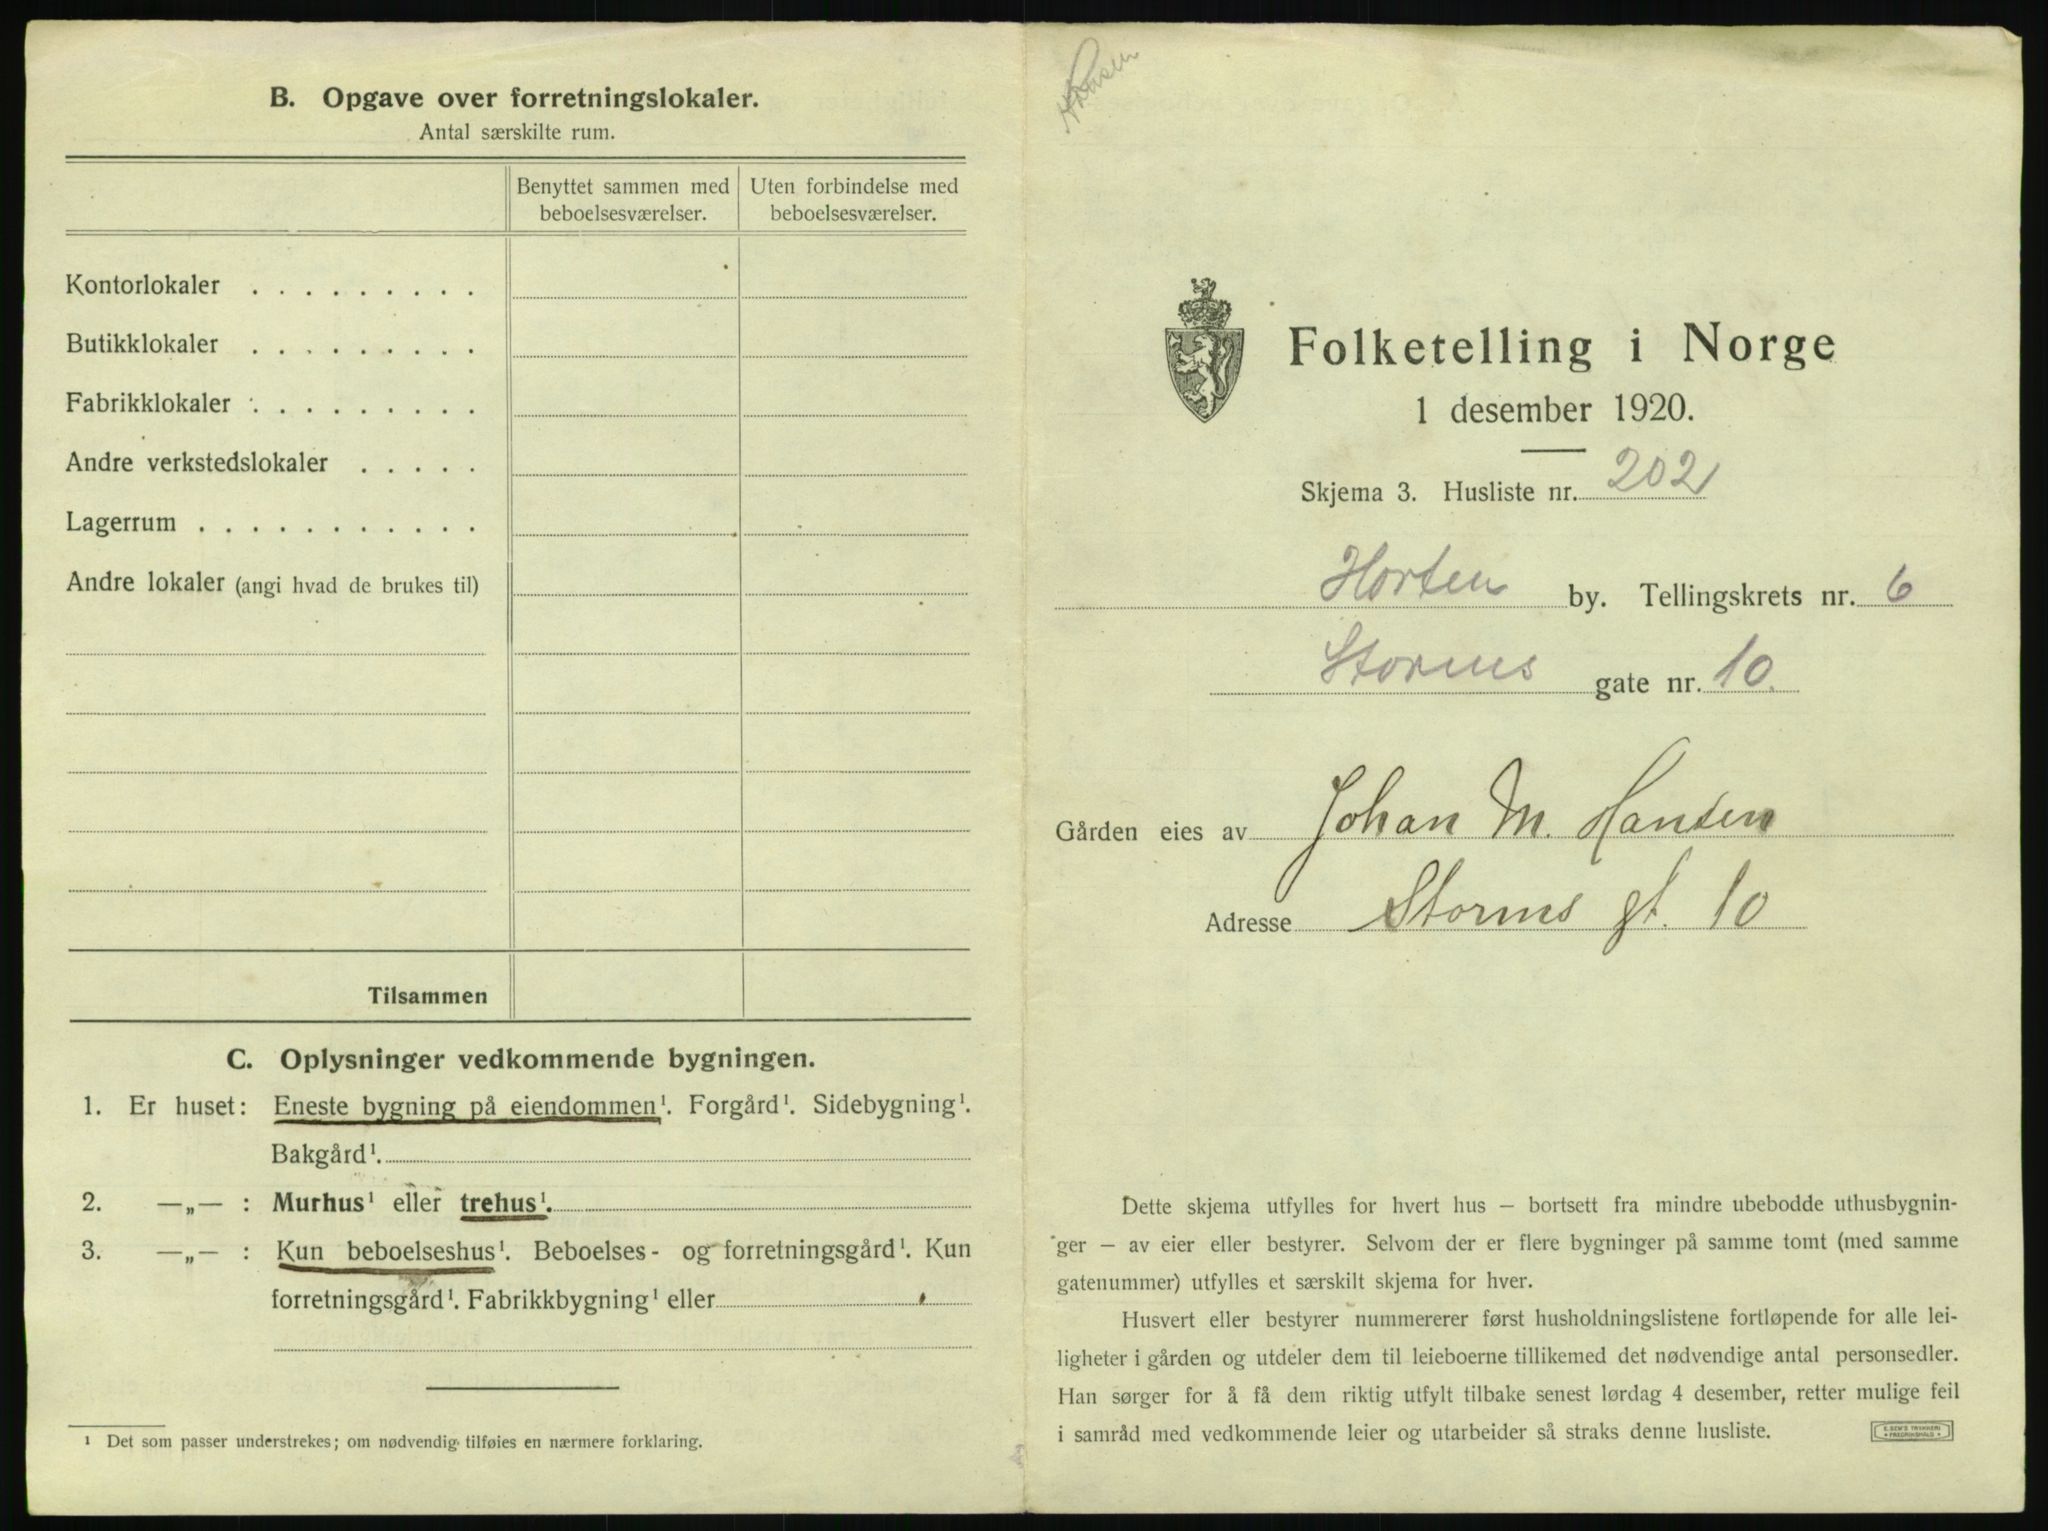 B. Opgave over forretningslokaler.
Antal særskilte rum.
Benyttet sammen med beboelsesværelser.
Uten forbindelse med beboelsesværelser.
Kontorlokaler . . . . . . . . .
Butikklokaler . . . . . . . . .
Fabrikklokaler . . . . . . . . .
Andre verkstedslokaler . . . . .
Lagerrum . . . . . . . . . . .
Andre lokaler (angi hvad de brukes til)
Tilsammen
C. Oplysninger vedkommende bygningen.
1. Er huset: Eneste bygning på eiendommen¹. Forgård¹. Sidebygning¹.
Bakgård¹.
2. —„— : Murhus¹ eller trehus¹.
3. —„— : Kun beboelseshus¹. Beboelses- og forretningsgård¹. Kun
forretningsgård¹. Fabrikkbygning¹ eller
¹ Det som passer understrekes; om nødvendig tilføies en nærmere forklaring.
Folketelling i Norge
1 desember 1920.
Skjema 3. Husliste nr. 202
Horten by. Tellingskrets nr. 6
Storms gate nr. 10.
Gården eies av Johan M. Hansen
Adresse Storms gt. 10
Dette skjema utfylles for hvert hus — bortsett fra mindre ubebodde uthusbygnin-
ger — av eier eller bestyrer. Selvom der er flere bygninger på samme tomt (med samme
gatenummer) utfylles et særskilt skjema for hver.
Husvert eller bestyrer nummererer først husholdningslistene fortløpende for alle lei-
ligheter i gården og utdeler dem til leieboerne tillikemed det nødvendige antal personsedler.
Han sørger for å få dem riktig utfylt tilbake senest lørdag 4 desember, retter mulige feil
i samråd med vedkommende leier og utarbeider så straks denne husliste.
E. SEM'S TRYKKERI
FREDRIKSHALD